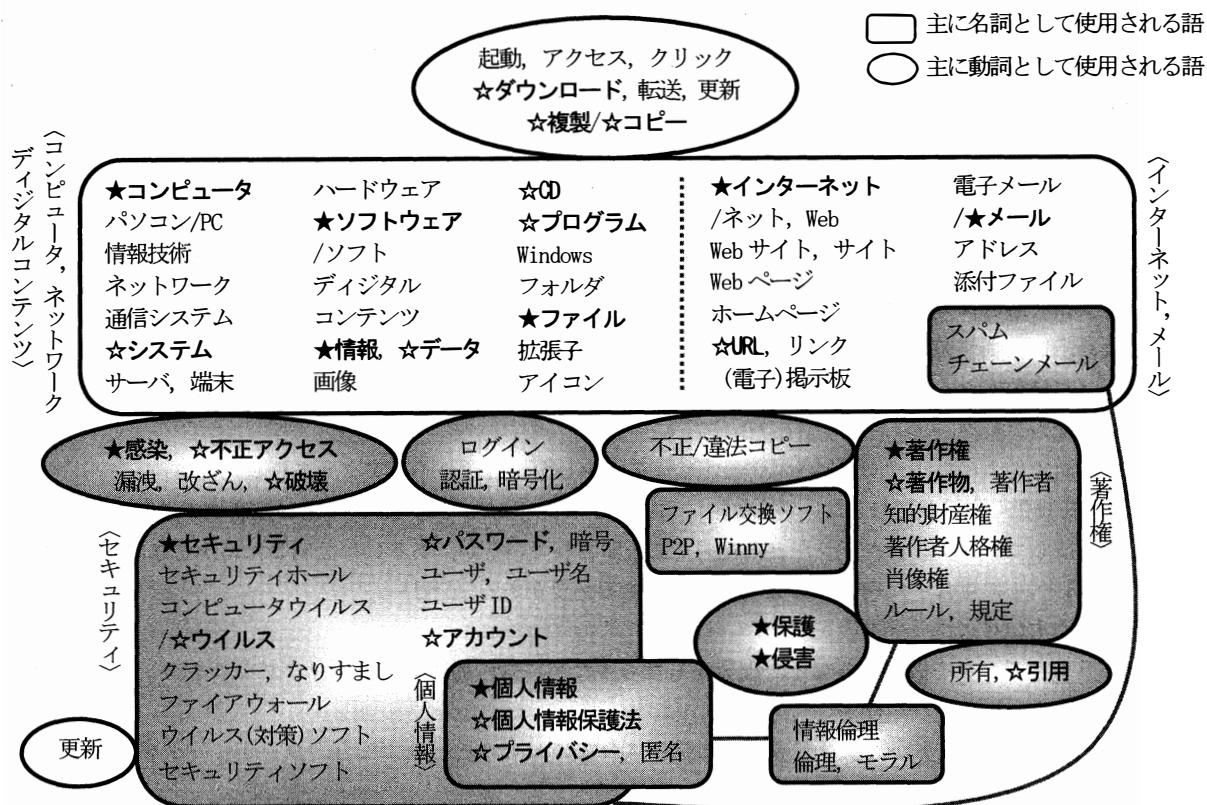 主に名詞として使用される語
主に動詞として使用される語
起動, アクセス, クリック
☆ダウンロード, 転送, 更新
☆複製/☆コピー
〈コンピュータ, ネットワーク
ディジタルコンテンツ〉
★コンピュータ
パソコン/PC
情報技術
ネットワーク
通信システム
☆システム
サーバ, 端末
ハードウェア
★ソフトウェア
/ソフト
ディジタル
コンテンツ
★情報, ☆データ
画像
☆CD
☆プログラム
Windows
フォルダ
★ファイル
拡張子
アイコン
★インターネット
/ネット, Web
Web サイト, サイト
Web ページ
ホームページ
☆URL, リンク
(電子)掲示板
電子メール
/★メール
アドレス
添付ファイル
スパム
チェーンメール
〈インターネット, メール〉
★感染, ☆不正アクセス
漏洩, 改ざん, ☆破壊
ログイン
認証, 暗号化
不正/違法コピー
ファイル交換ソフト
P2P, Winny
★著作権
☆著作物, 著作者
知的財産権
著作者人格権
肖像権
ルール, 規定
〈著作権〉
〈セキュリティ〉
★セキュリティ
セキュリティホール
コンピュータウイルス
/☆ウイルス
クラッカー, なりすまし
ファイアウォール
ウイルス(対策)ソフト
セキュリティソフト
☆パスワード, 暗号
ユーザ, ユーザ名
ユーザ ID
☆アカウント
〈個人情報〉
★個人情報
☆個人情報保護法
☆プライバシー, 匿名
★保護
★侵害
所有, ☆引用
情報倫理
倫理, モラル
更新